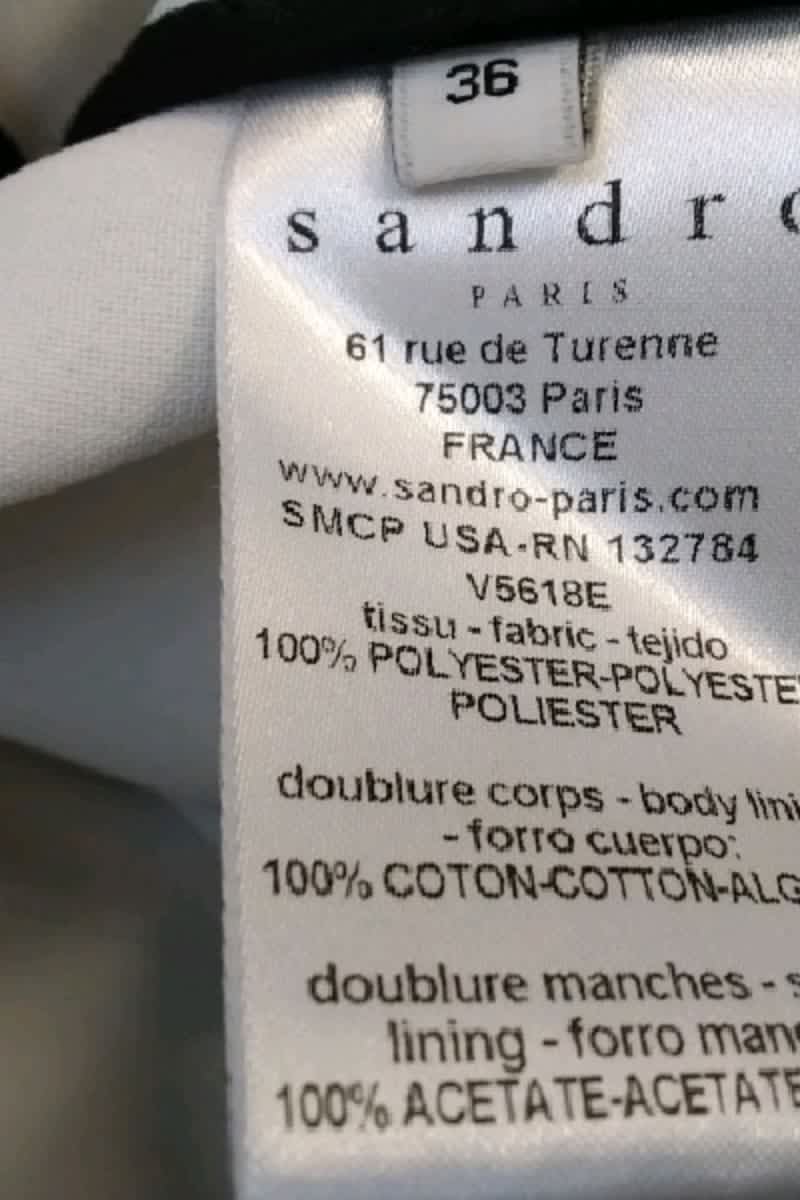 36
sandro
PARIS
61 rue de Turenne
75003 Paris
FRANCE
www.sandro-paris.com
SMCP USA-RN 132784
V5618E
tissu - fabric - tejido
100% POLYESTER-POLYESTE
POLIESTER
doublure corps - body lini
- forro cuerpo:
100% COTON-COTTON-ALG
doublure manches - s
lining - forro man
100% ACETATE-ACETATE